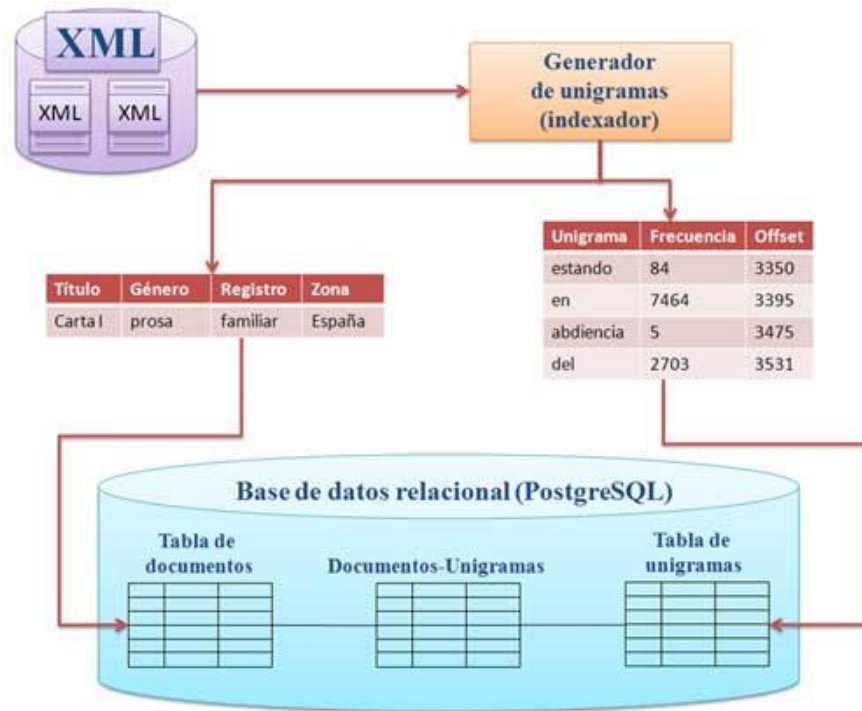 XML
XML XML
Generador
de unigramas
(indexador)
Título Género Registro Zona
Carta I prosa familiar España
Unigrama Frecuencia Offset
estando 84 3350
en 7464 3395
abdiencia 5 3475
del 2703 3531
Base de datos relacional (PostgreSQL)
Tabla de
documentos
Documentos-Unigramas
Tabla de
unigramas